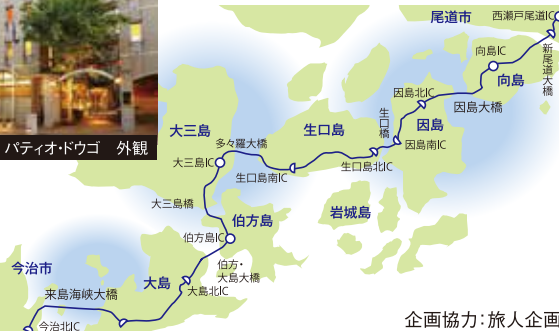 尾道市
西瀬戸尾道IC
向島IC
新尾道大橋
向島
因島北IC
因島大橋
因島
生口橋
因島南IC
大三島
生口島
多々羅大橋
パティオ・ドウゴ　外観
大三島IC
生口島北IC
生口島南IC
大三島橋
岩城島
伯方島
伯方島IC
今治市
伯方・
大島大橋
大島
大島北IC
来島海峡大橋
今治北IC
企画協力：旅人企画